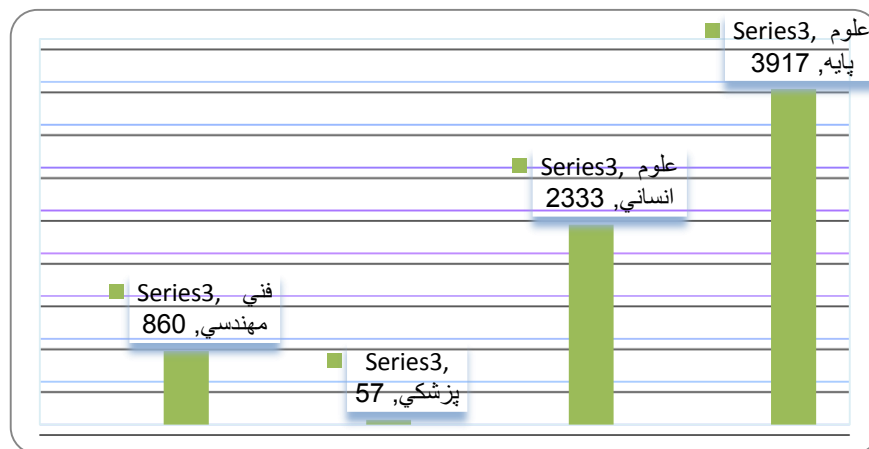 Series3, علوم
پايه, 3917
Series3, علوم
انساني, 2333
Series3, فني
مهندسي, 860
Series3,
پزشكي, 57